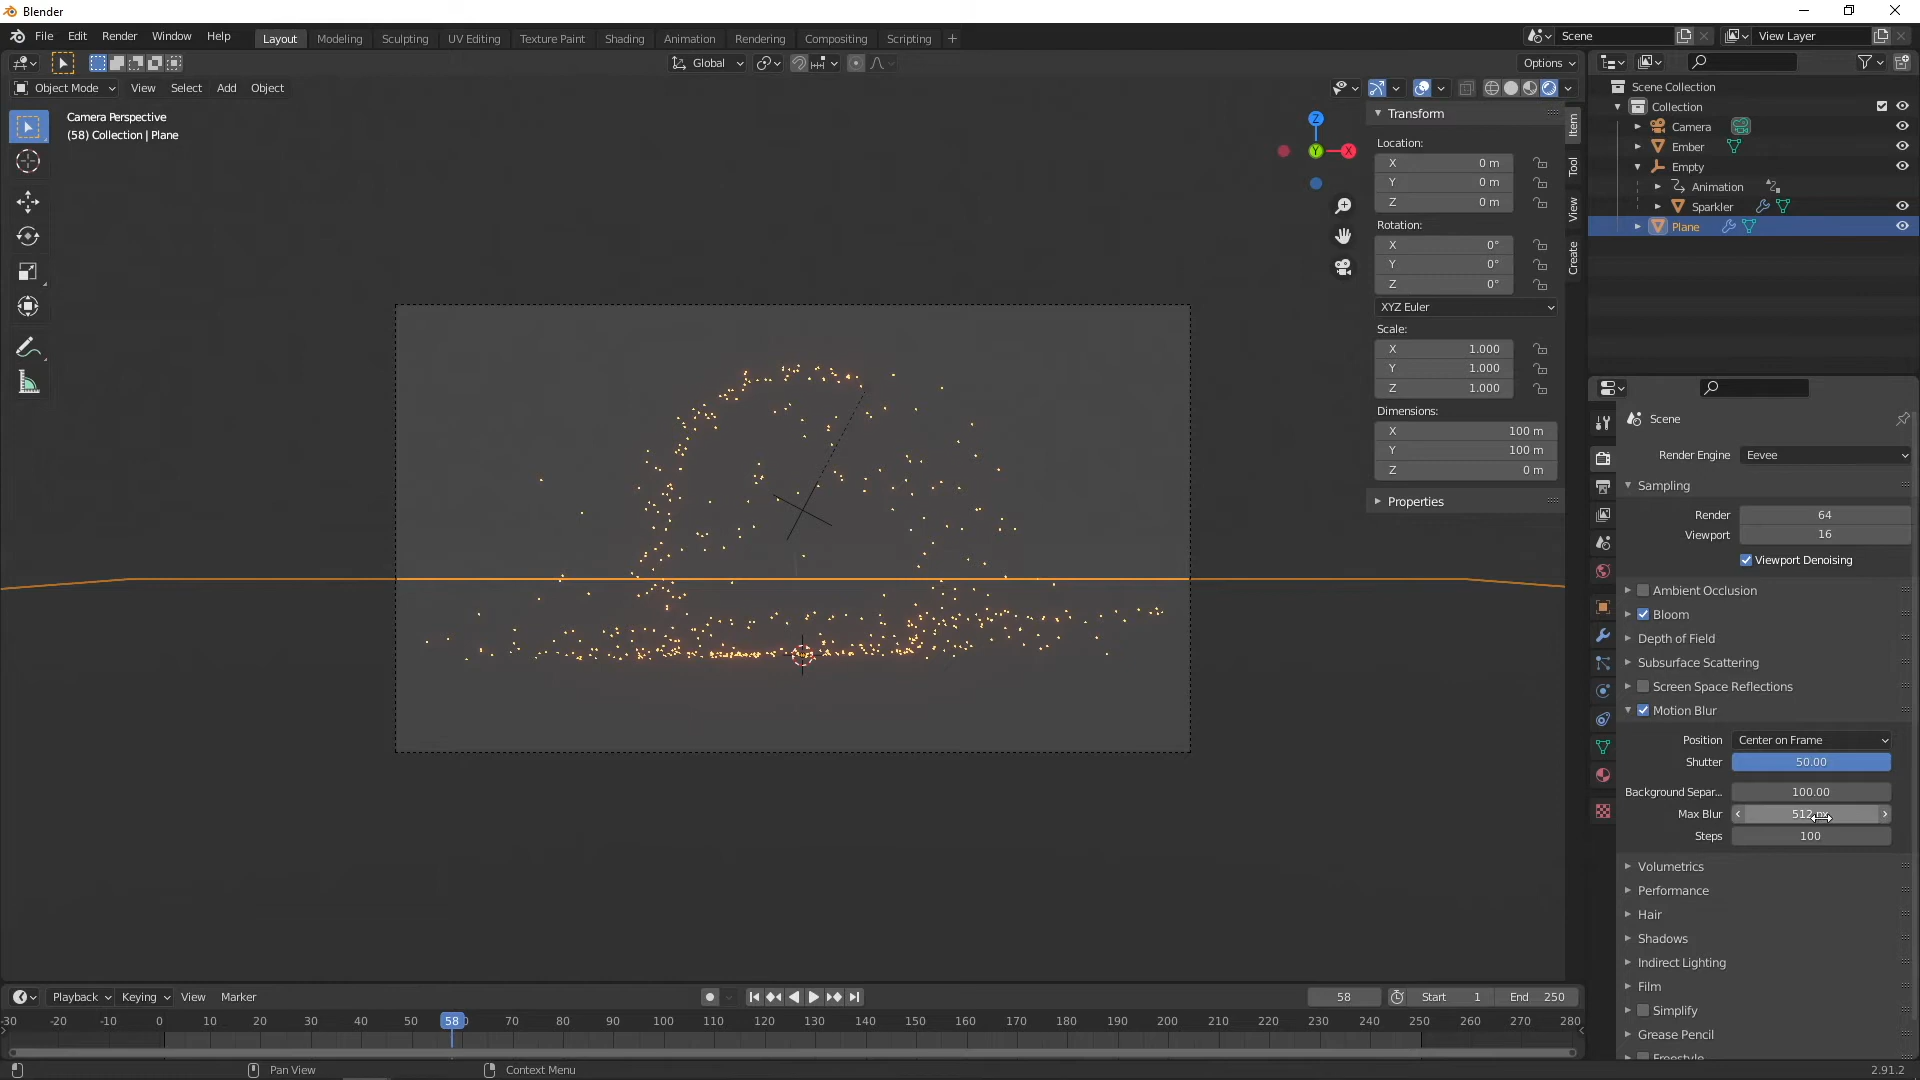 Blender
File Edit Render Window Help
Layout Modeling Sculpting UV Editing Texture Paint Shading Animation Rendering Compositing Scripting +
Scene
View Layer
Global
Options
Object Mode View Select Add Object
Camera Perspective
(58) Collection | Plane
Z
Y
X
Transform
Location:
X 0 m
Y 0 m
Z 0 m
Rotation:
X 0°
Y 0°
Z 0°
XYZ Euler
Scale:
X 1.000
Y 1.000
Z 1.000
Dimensions:
X 100 m
Y 100 m
Z 0 m
Properties
Item
Tool
View
Create
Scene Collection
Collection
Camera
Ember
Empty
Animation
Sparkler
Plane
Scene
Render Engine Eevee
Sampling
Render 64
Viewport 16
Viewport Denoising
Ambient Occlusion
Bloom
Depth of Field
Subsurface Scattering
Screen Space Reflections
Motion Blur
Position Center on Frame
Shutter 50.00
Background Separ... 100.00
Max Blur 512 px
Steps 100
Volumetrics
Performance
Hair
Shadows
Indirect Lighting
Film
Simplify
Grease Pencil
Freestyle
Playback Keying View Marker
58 Start 1 End 250
-30 -20 -10 0 10 20 30 40 50 58 70 80 90 100 110 120 130 140 150 160 170 180 190 200 210 220 230 240 250 260 270 280
Pan View Context Menu 2.91.2